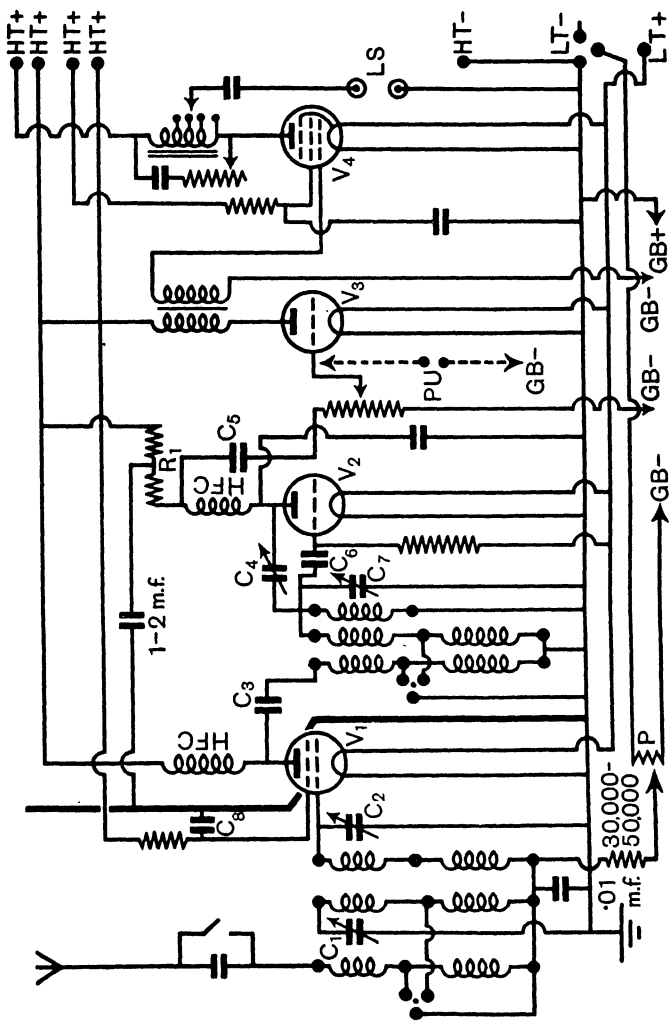 HT+
HT+
HT+
HT+
HT-
LT-
LT+
LS
V4
V3
PU
GB-
GB+
GB-
GB-
GB-
R1
C5
HFC
V2
C4
C6
C7
1-2 m.f.
C3
HFC
V1
C8
C2
C1
30,000-
50,000
P
·01
m.f.